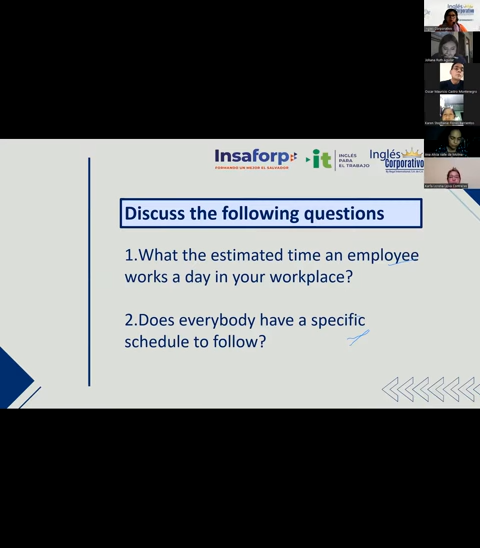 Insaforp
FORMANDO UN MEJOR EL SALVADOR
it
INGLÉS
PARA
EL TRABAJO
Inglés
Corporativo
Discuss the following questions
1.What the estimated time an employee
works a day in your workplace?
2.Does everybody have a specific
schedule to follow?